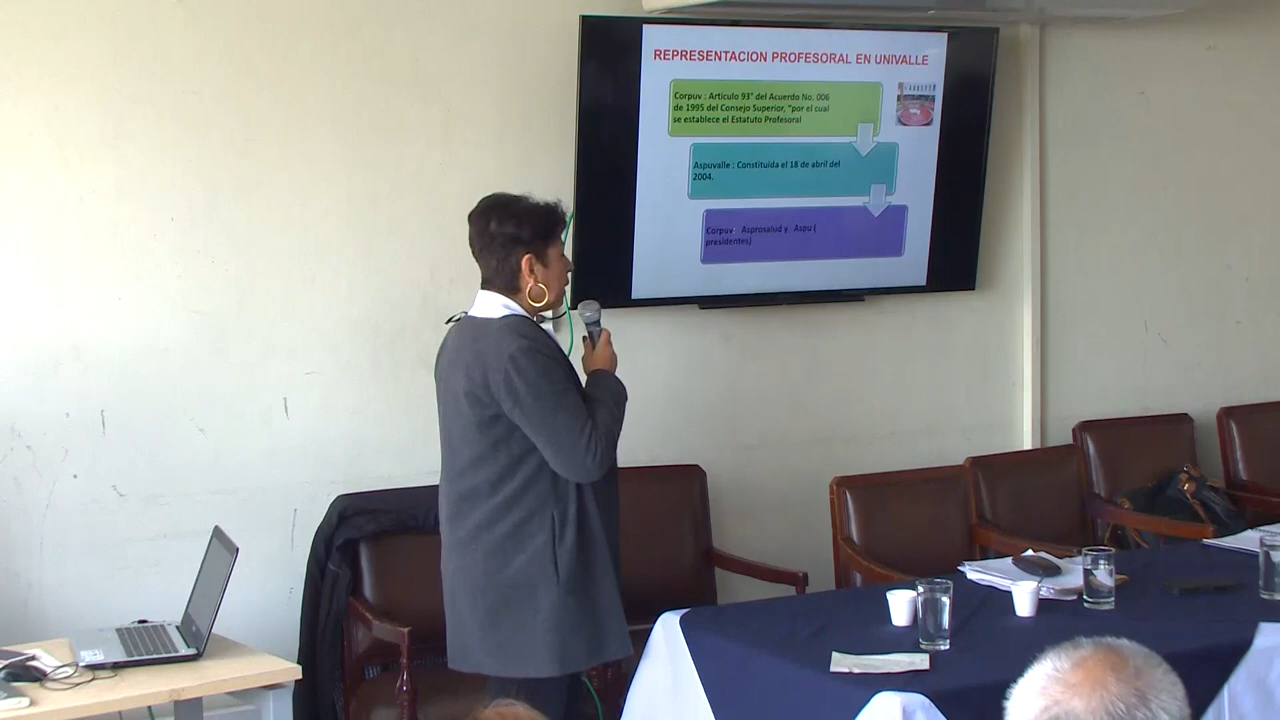 REPRESENTACION PROFESORAL EN UNIVALLE
Corpuv : Articulo 93° del Acuerdo No. 006
de 1995 del Consejo Superior, "por el cual
se establece el Estatuto Profesoral
Aspuvalle : Constituida el 18 de abril del
2004.
Corpuv Asprosalud y Aspu (
presidentes)